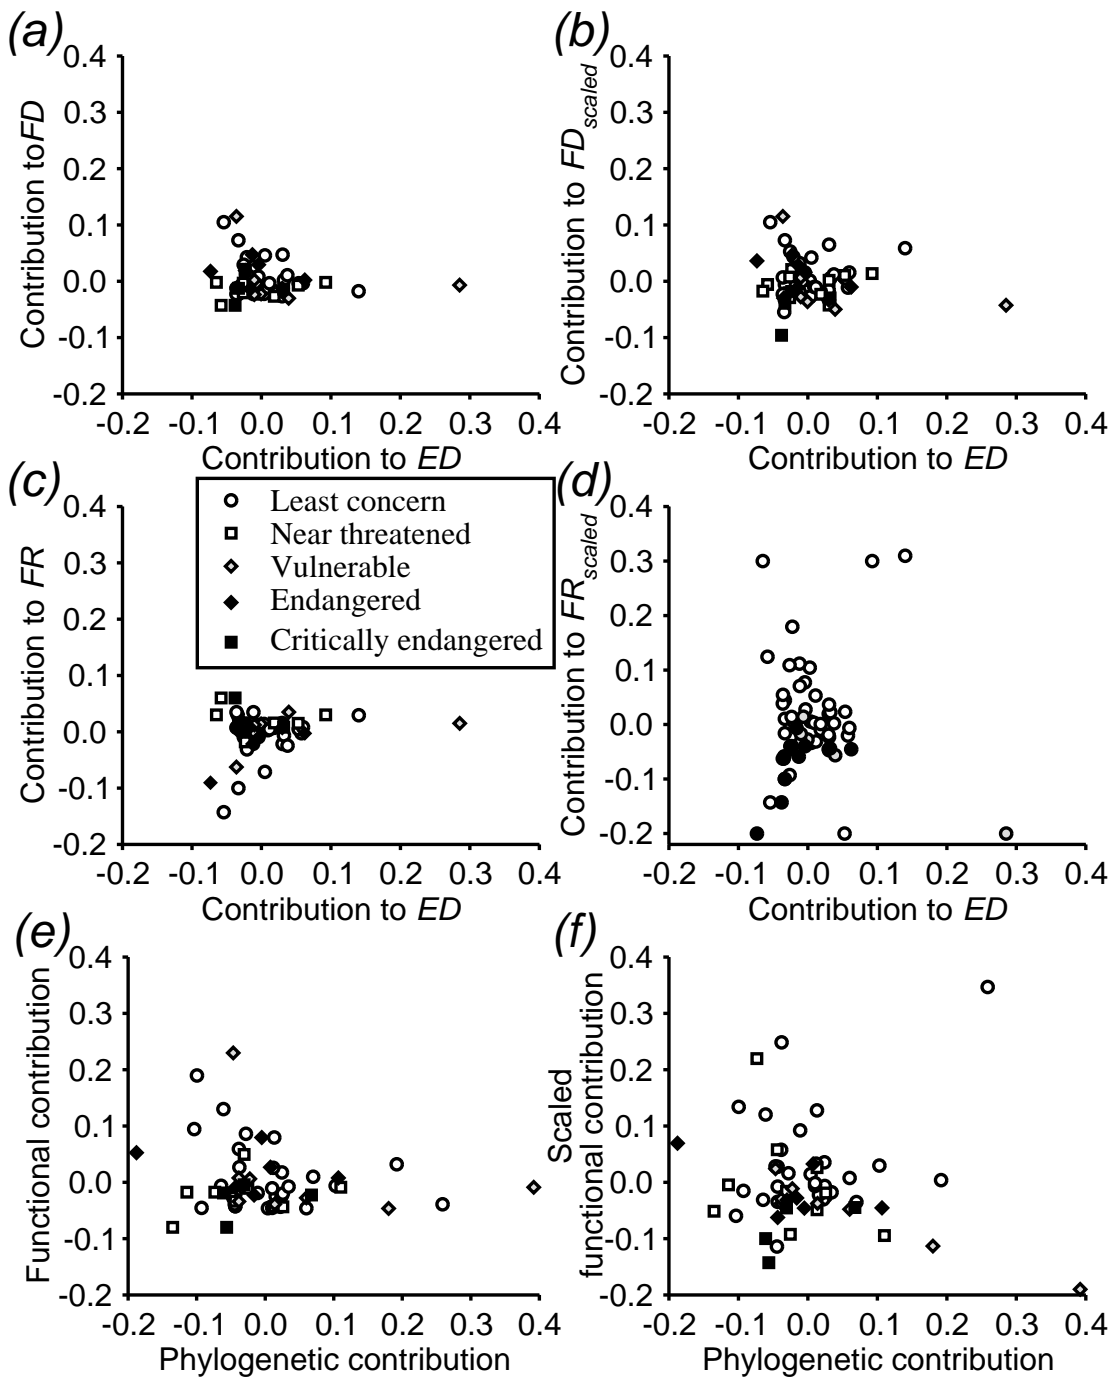 (a)
0.4
0.3
0.2
0.1
0.0
-0.1
-0.2
Contribution toFD
-0.2 -0.1 0.0 0.1 0.2 0.3 0.4
Contribution to ED
(b)
0.4
0.3
0.2
0.1
0.0
-0.1
-0.2
Contribution to FDscaled
-0.2 -0.1 0.0 0.1 0.2 0.3 0.4
Contribution to ED
(c)
0.4
0.3
0.2
0.1
0.0
-0.1
-0.2
Contribution to FR
Least concern
Near threatened
Vulnerable
Endangered
Critically endangered
-0.2 -0.1 0.0 0.1 0.2 0.3 0.4
Contribution to ED
(d)
0.4
0.3
0.2
0.1
0.0
-0.1
-0.2
Contribution to FRscaled
-0.2 -0.1 0.0 0.1 0.2 0.3 0.4
Contribution to ED
(e)
0.4
0.3
0.2
0.1
0.0
-0.1
-0.2
Functional contribution
-0.2 -0.1 0.0 0.1 0.2 0.3 0.4
Phylogenetic contribution
(f)
0.4
0.3
0.2
0.1
0.0
-0.1
-0.2
Scaled
functional contribution
-0.2 -0.1 0.0 0.1 0.2 0.3 0.4
Phylogenetic contribution